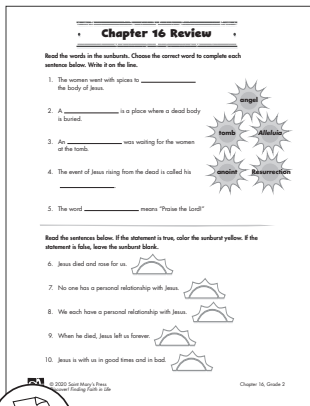 Chapter 16 Review
Read the words in the sunbursts. Choose the correct word to complete each
sentence below. Write it on the line.
1. The women went with spices to ____________
the body of Jesus.
2. A ____________ is a place where a dead body
is buried.
3. An ____________ was waiting for the women
at the tomb.
4. The event of Jesus rising from the dead is called his
____________.
5. The word ____________ means "Praise the Lord!"
angel
tomb
Alleluia
anoint
Resurrection
Read the sentences below. If the statement is true, color the sunburst yellow. If the
statement is false, leave the sunburst blank.
6. Jesus died and rose for us.
7. No one has a personal relationship with Jesus.
8. We each have a personal relationship with Jesus.
9. When he died, Jesus left us forever.
10. Jesus is with us in good times and in bad.
© 2020 Saint Mary's Press
Discover! Finding Faith in Life
Chapter 16, Grade 2